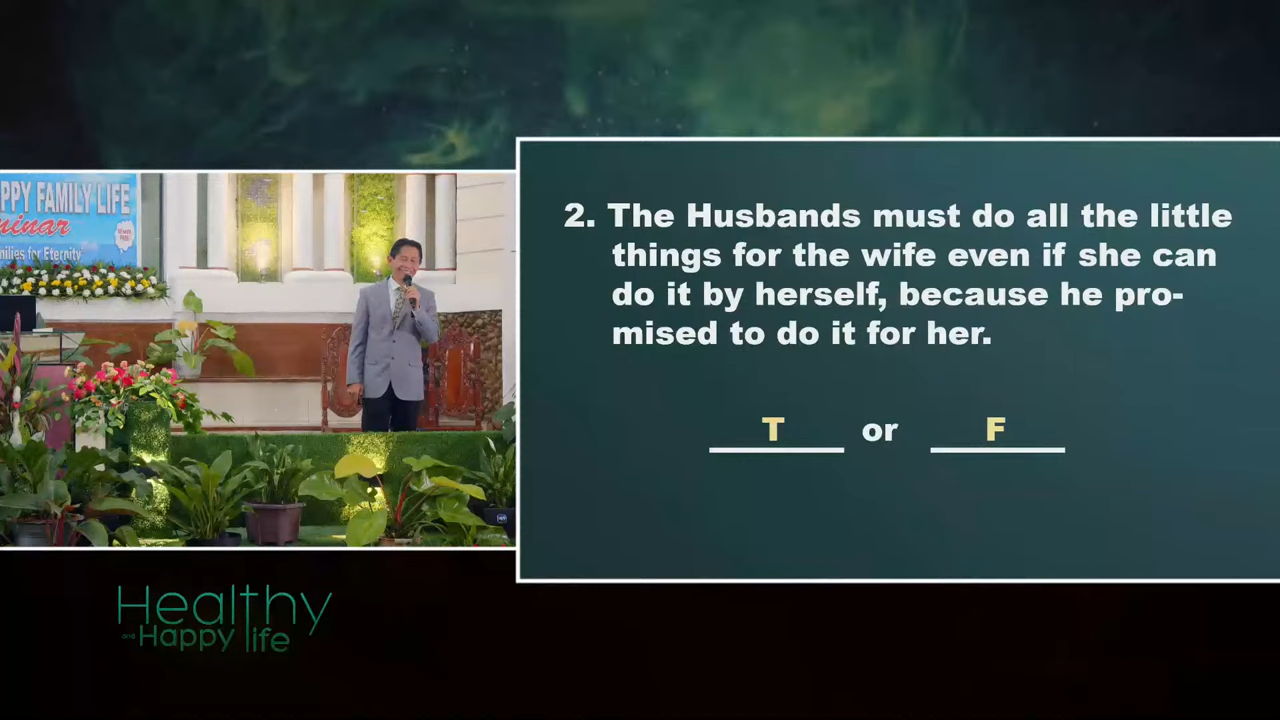 PPY FAMILY LIFE
minar
milies for Eternity
2. The Husbands must do all the little
things for the wife even if she can
do it by herself, because he pro-
mised to do it for her.
T or F
Healthy
and Happy life